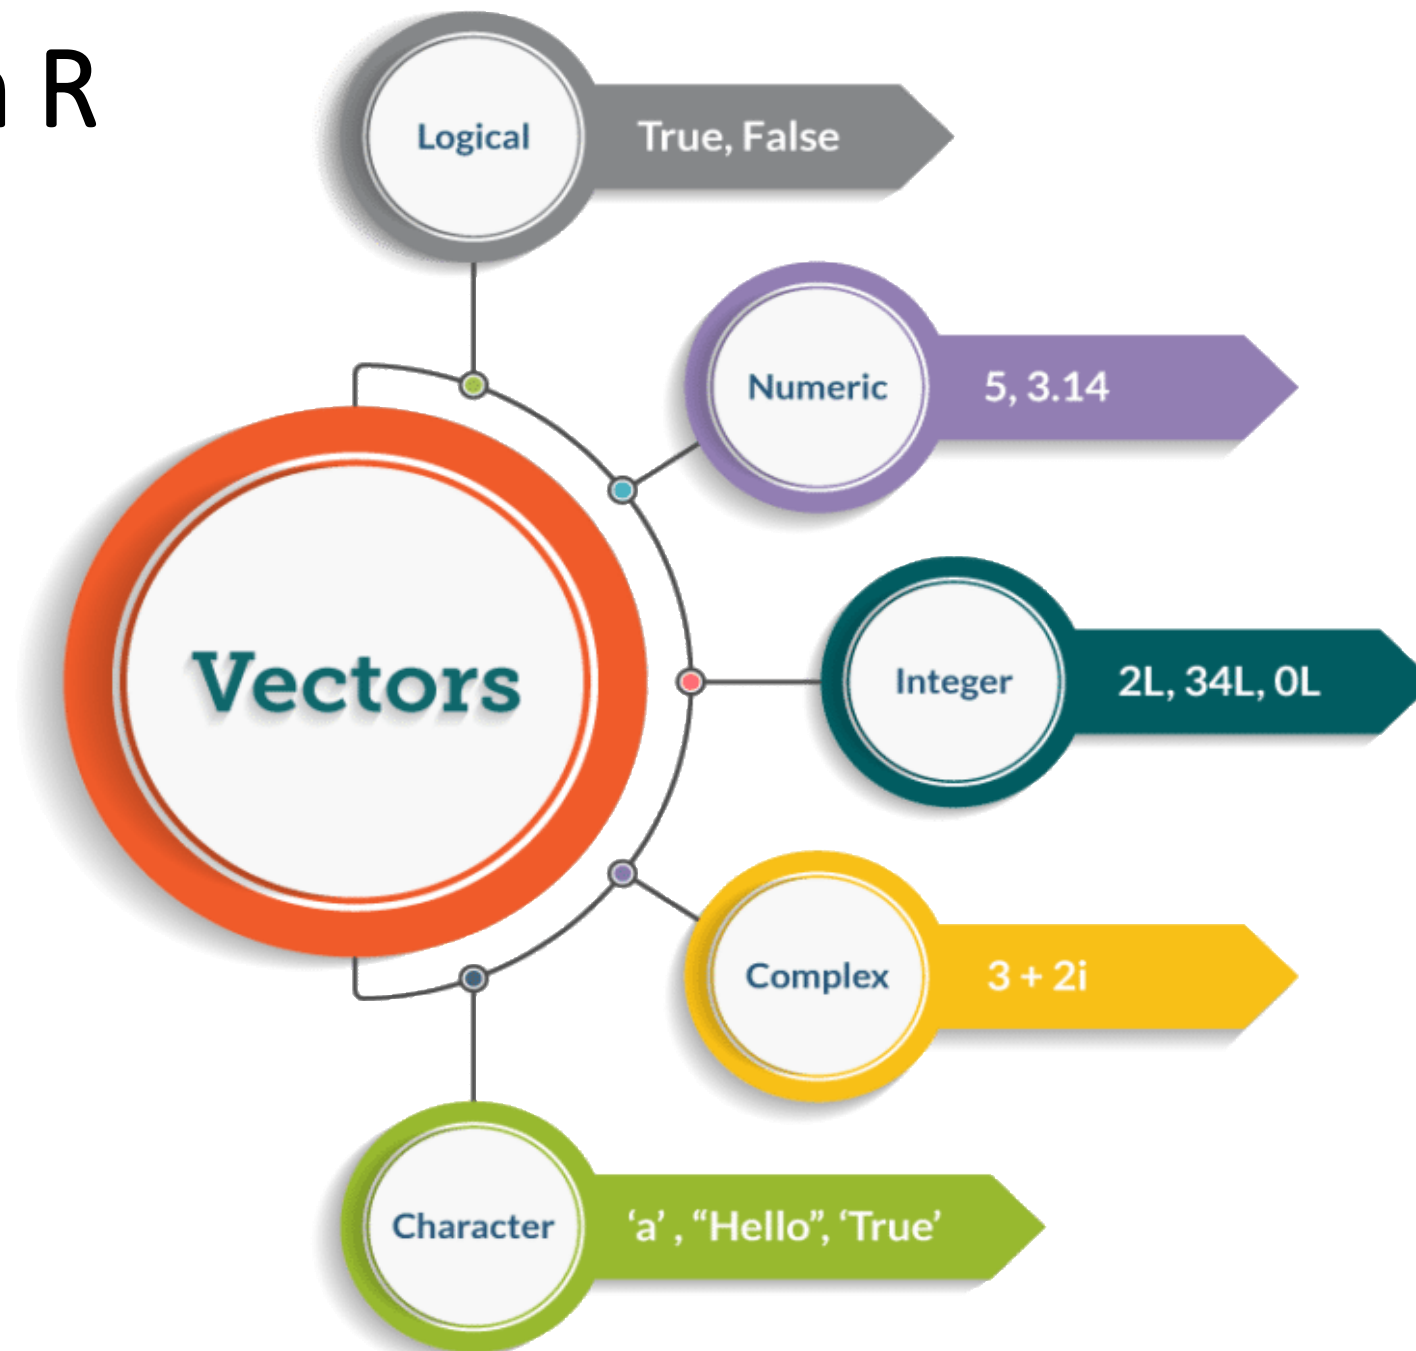 R
Logical
True, False
Numeric
5, 3.14
Vectors
Integer
2L, 34L, 0L
Complex
3 + 2i
Character
‘a’ , “Hello”, ‘True’